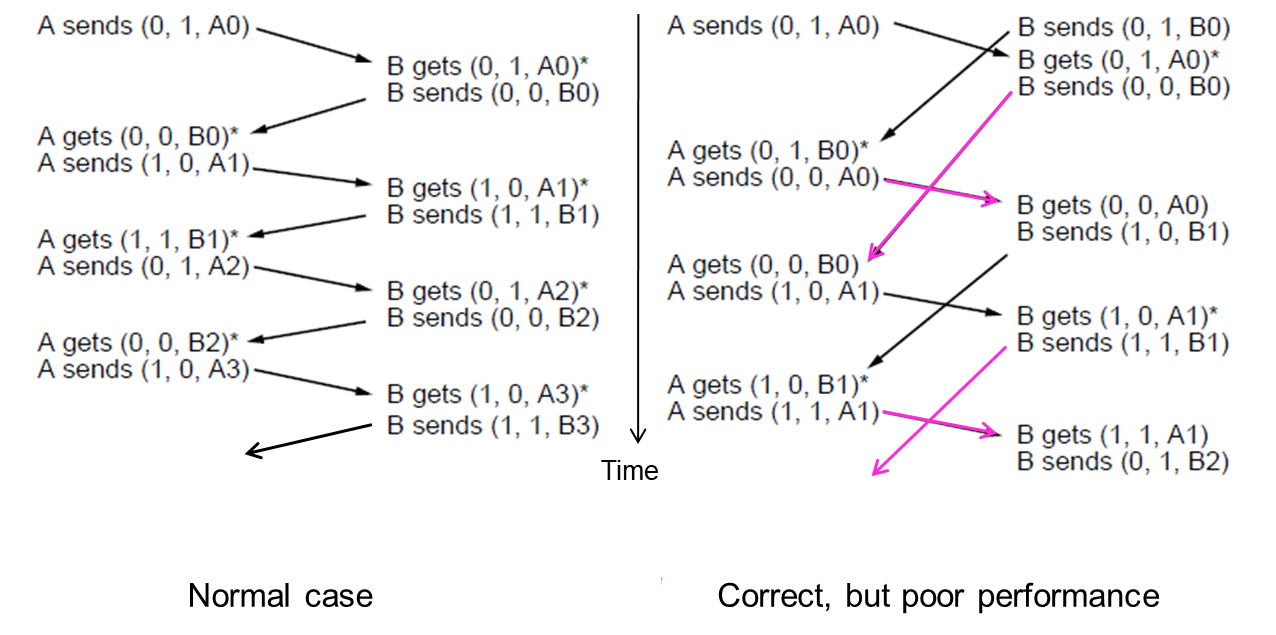 A sends (0, 1, A0)
B gets (0, 1, A0)*
B sends (0, 0, B0)
A gets (0, 0, B0)*
A sends (1, 0, A1)
B gets (1, 0, A1)*
B sends (1, 1, B1)
A gets (1, 1, B1)*
A sends (0, 1, A2)
B gets (0, 1, A2)*
B sends (0, 0, B2)
A gets (0, 0, B2)*
A sends (1, 0, A3)
B gets (1, 0, A3)*
B sends (1, 1, B3)
Normal case
Time
A sends (0, 1, A0)
B sends (0, 1, B0)
B gets (0, 1, A0)*
B sends (0, 0, B0)
A gets (0, 1, B0)*
A sends (0, 0, A0)
B gets (0, 0, A0)
B sends (1, 0, B1)
A gets (0, 0, B0)
A sends (1, 0, A1)
B gets (1, 0, A1)*
B sends (1, 1, B1)
A gets (1, 0, B1)*
A sends (1, 1, A1)
B gets (1, 1, A1)
B sends (0, 1, B2)
Correct, but poor performance